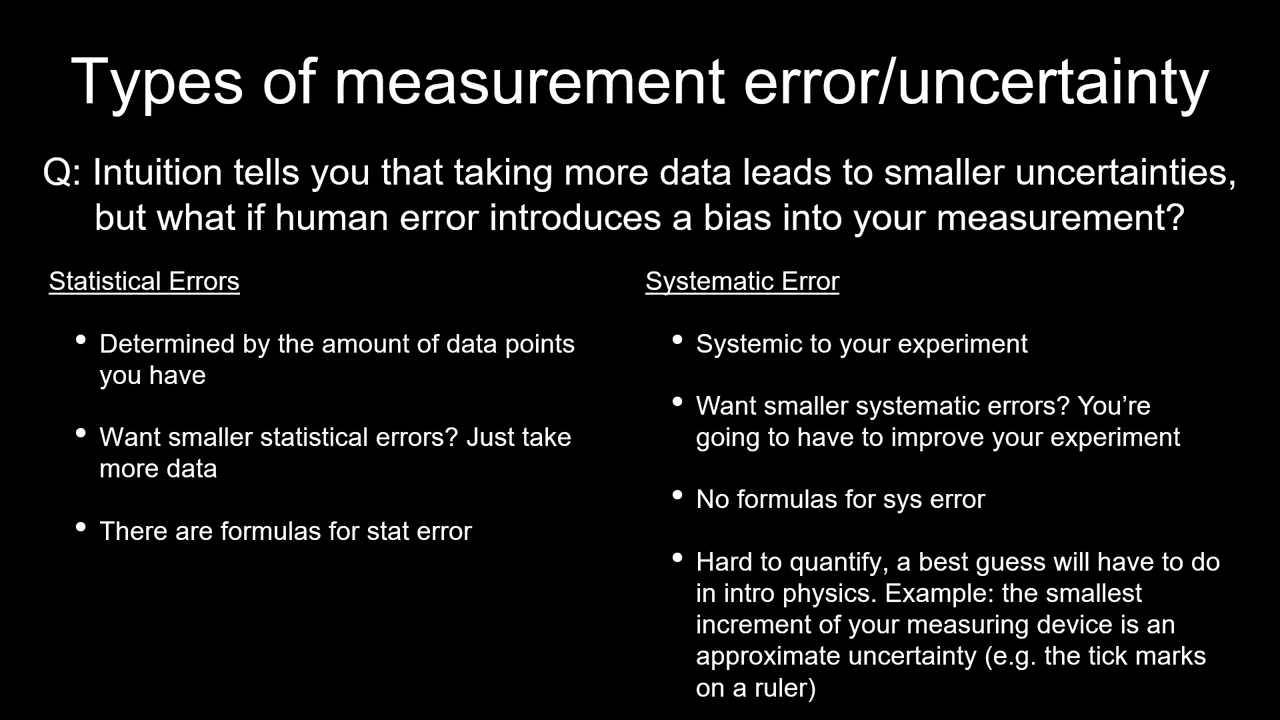 Types of measurement error/uncertainty
Q: Intuition tells you that taking more data leads to smaller uncertainties,
but what if human error introduces a bias into your measurement?
Statistical Errors
• Determined by the amount of data points
you have
• Want smaller statistical errors? Just take
more data
• There are formulas for stat error
Systematic Error
• Systemic to your experiment
• Want smaller systematic errors? You’re
going to have to improve your experiment
• No formulas for sys error
• Hard to quantify, a best guess will have to do
in intro physics. Example: the smallest
increment of your measuring device is an
approximate uncertainty (e.g. the tick marks
on a ruler)